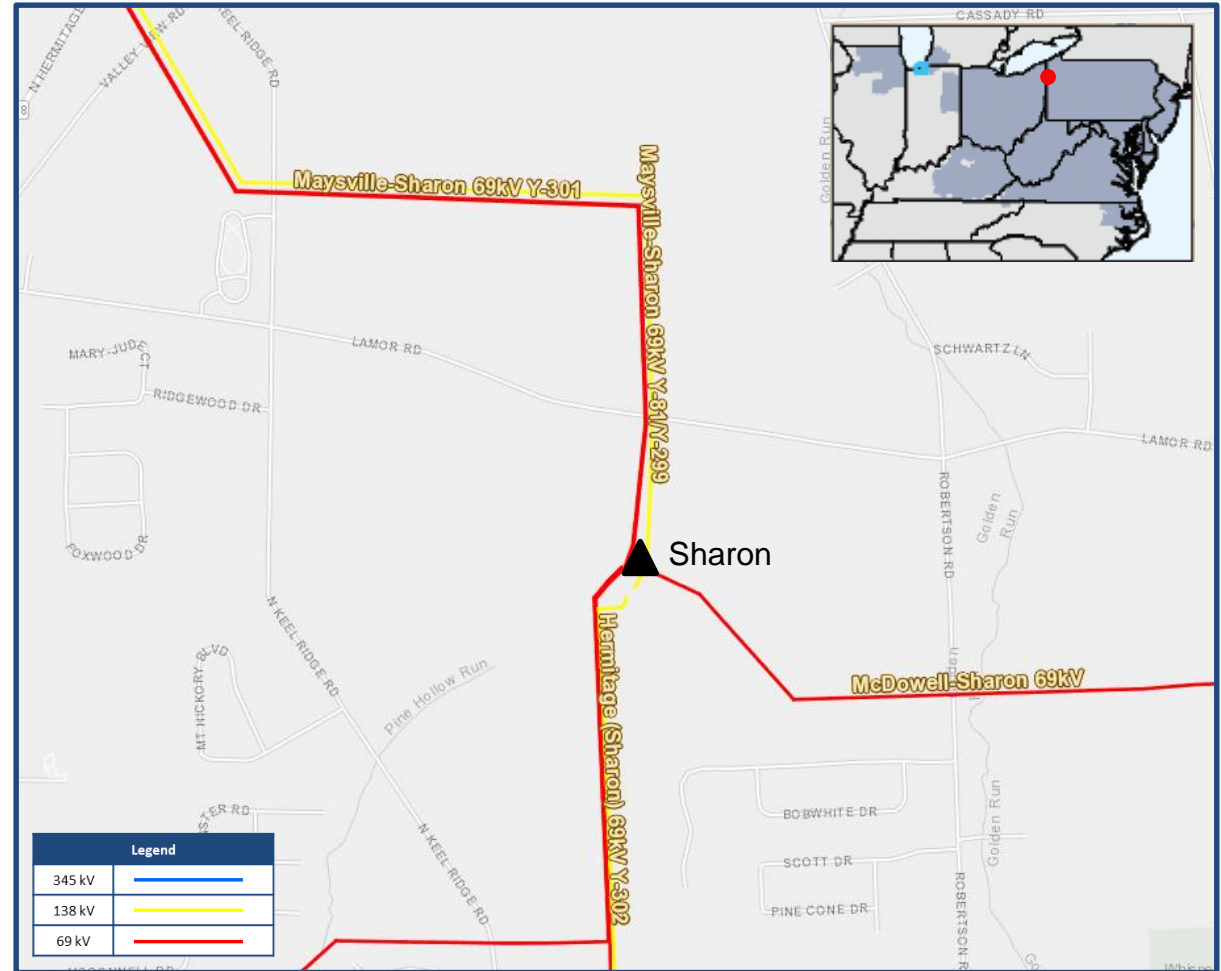 CASSADY RD
N HERMITAGE
VALLEY VIEW RD
KEEL RIDGE RD
8
Golden Run
Maysville-Sharon 69kV Y-301
Maysville-Sharon 69kV Y-81/Y-299
MARY-JUDE CT
LAMOR RD
SCHWARTZ LN
RIDGEWOOD DR
LAMOR RD
ROBERTSON RD
Golden
Run
FOXWOOD DR
Sharon
N KEEL RIDGE RD
MT HICKORY BLVD
Pine Hollow Run
Hermitage (Sharon) 69kV Y-302
McDowell-Sharon 69kV
Golden Run
BOBWHITE DR
SCOTT DR
PINE CONE DR
N KEEL RIDGE RD
ROBERTSON R
Legend
345 kV
138 kV
69 kV